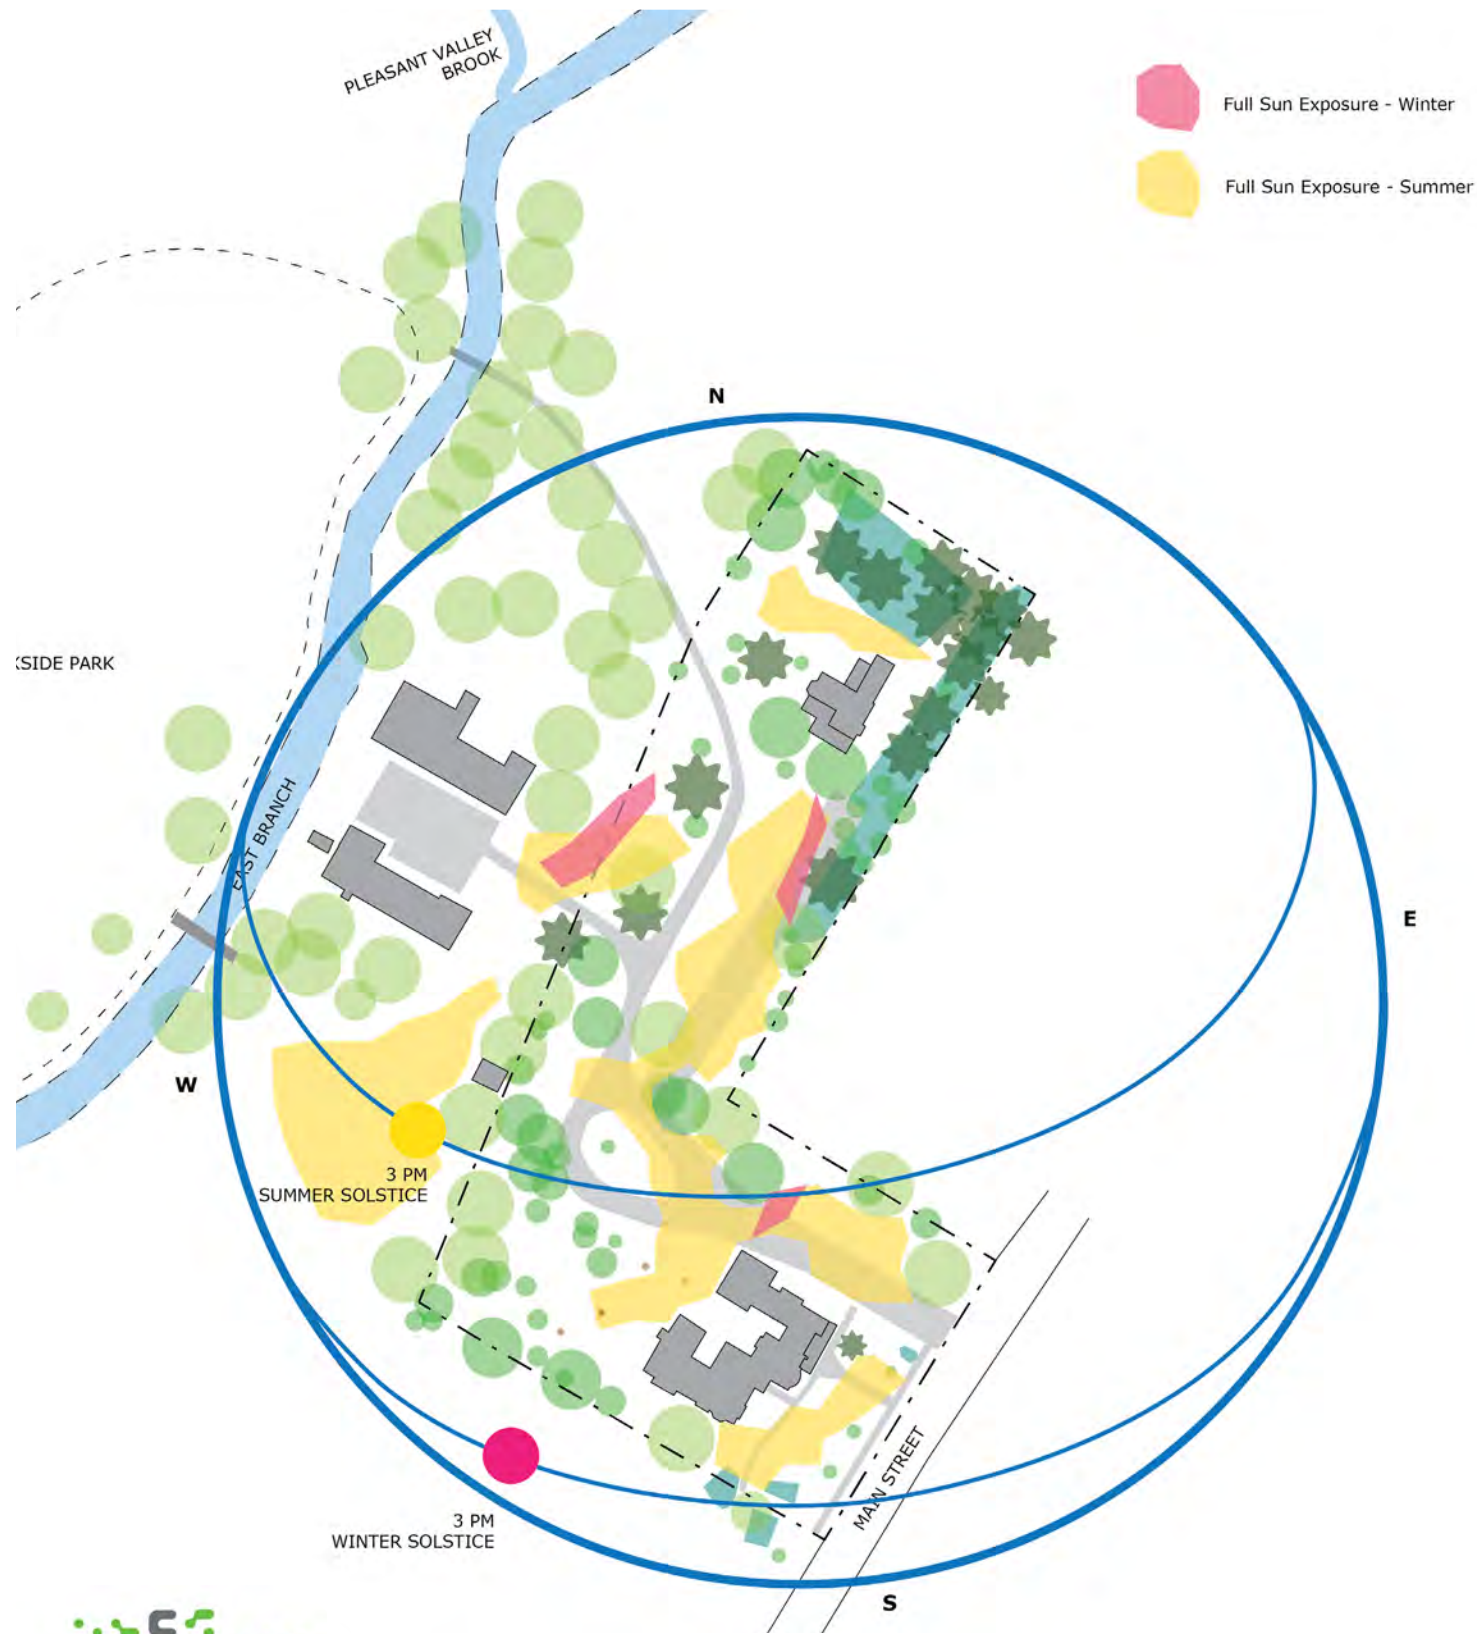 PLEASANT VALLEY
BROOK
Full Sun Exposure - Winter
Full Sun Exposure - Summer
N
KSIDE PARK
EAST BRANCH
E
W
3 PM
SUMMER SOLSTICE
MAIN STREET
3 PM
WINTER SOLSTICE
S